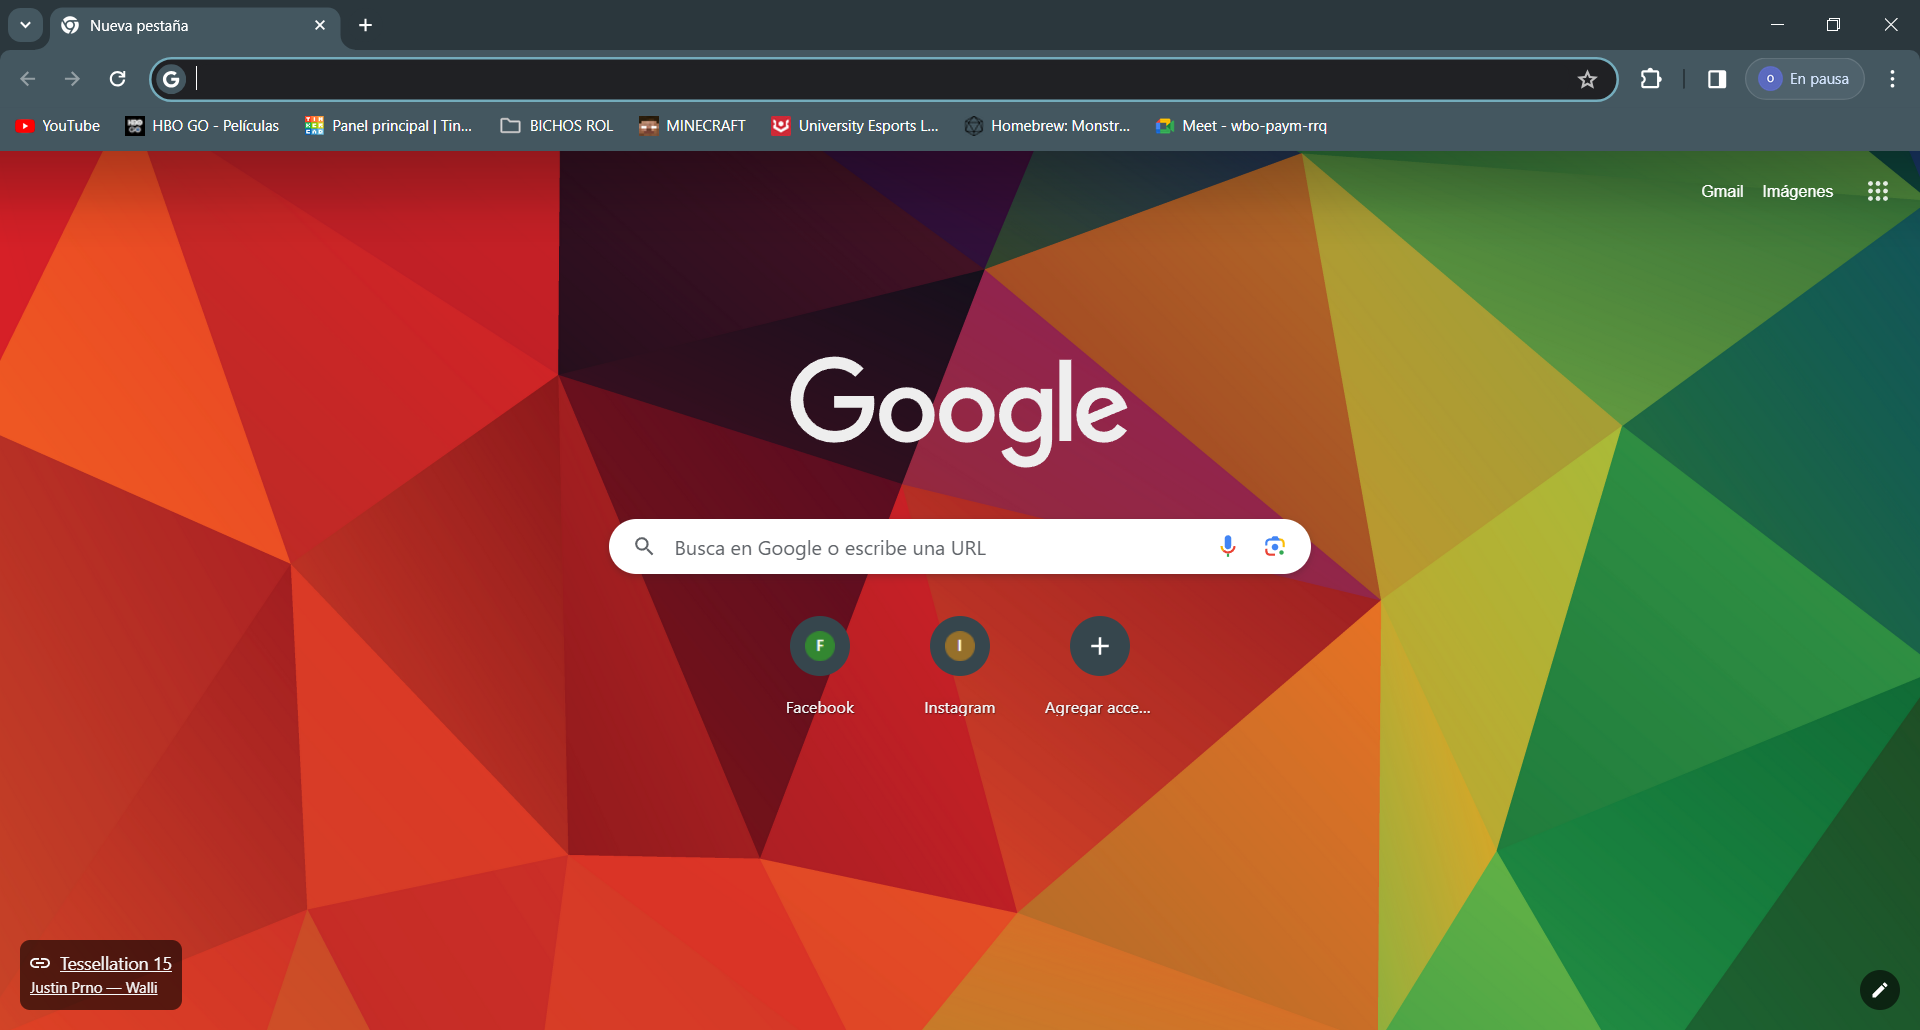 Nueva pestaña
En pausa
YouTube
HBO GO - Películas
Panel principal | Tin...
BICHOS ROL
MINECRAFT
University Esports L...
Homebrew: Monstr...
Meet - wbo-paym-rrq
Gmail
Imágenes
Google
Busca en Google o escribe una URL
F
I
Facebook
Instagram
Agregar acce...
Tessellation 15
Justin Prno — Walli